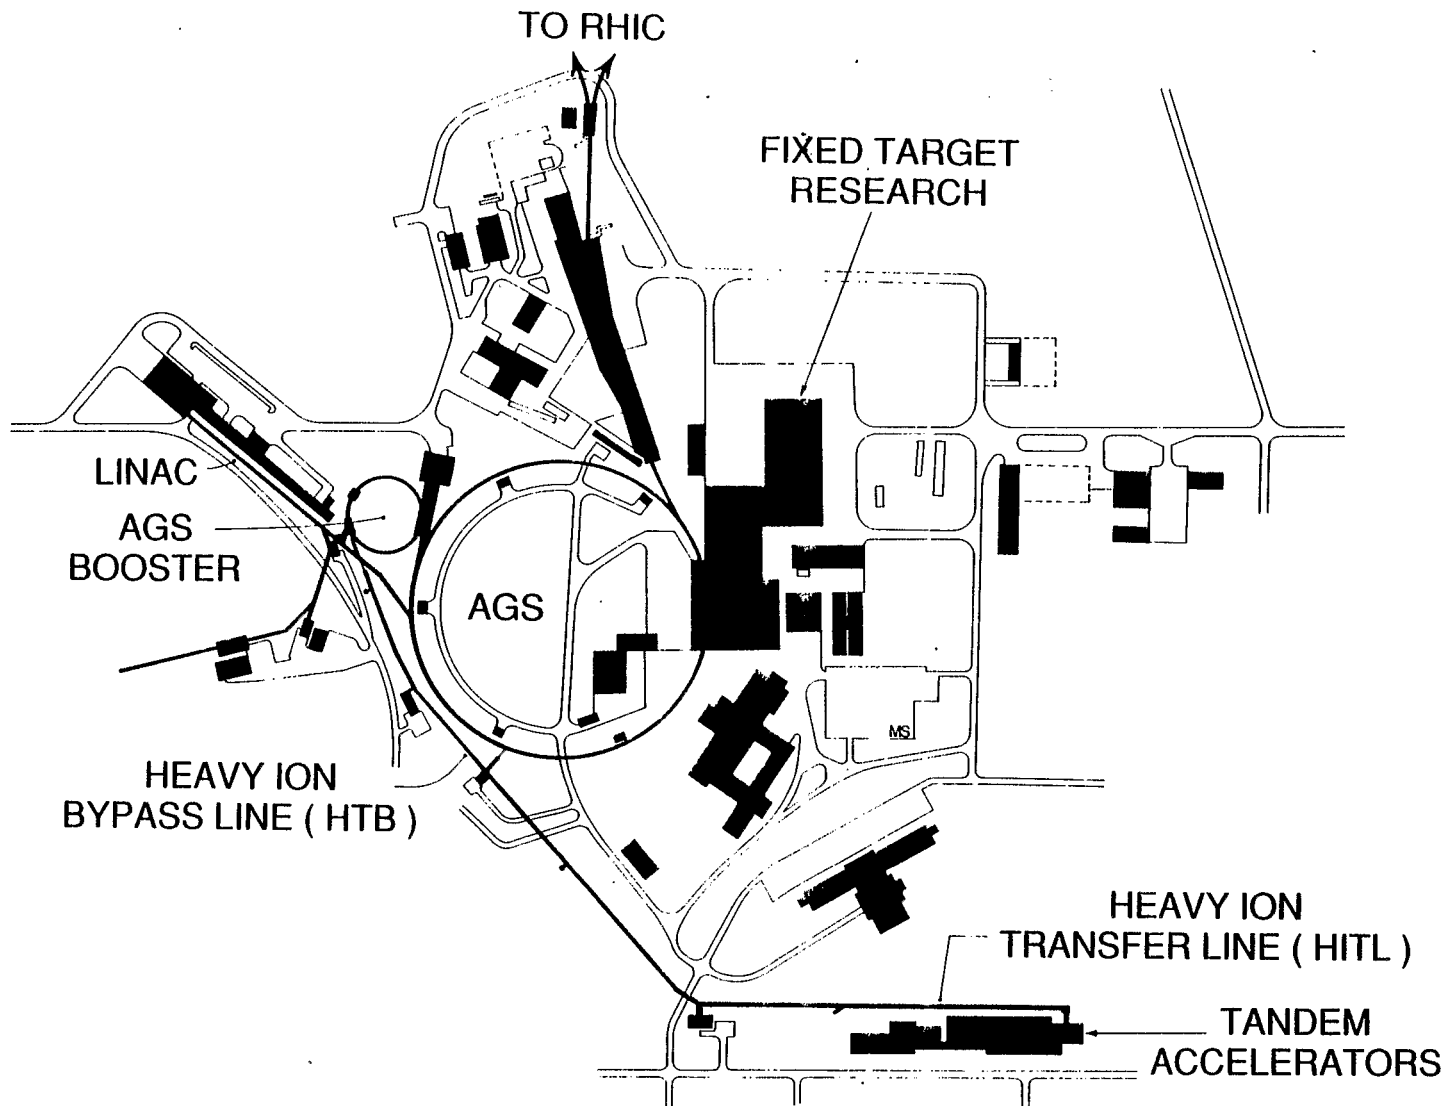 TO RHIC
FIXED TARGET
RESEARCH
LINAC
AGS
BOOSTER
AGS
MS
HEAVY ION
BYPASS LINE ( HTB )
HEAVY ION
TRANSFER LINE ( HITL )
TANDEM
ACCELERATORS